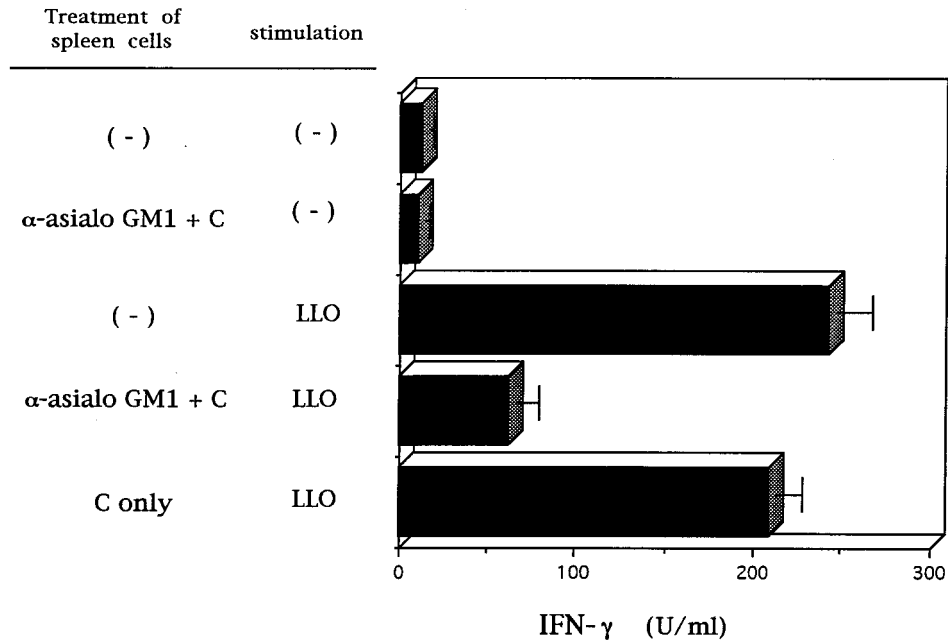 Treatment of
spleen cells
stimulation
( - )
( - )
α-asialo GM1 + C
( - )
( - )
LLO
α-asialo GM1 + C
LLO
C only
LLO
0
100
200
300
IFN- γ (U/ml)